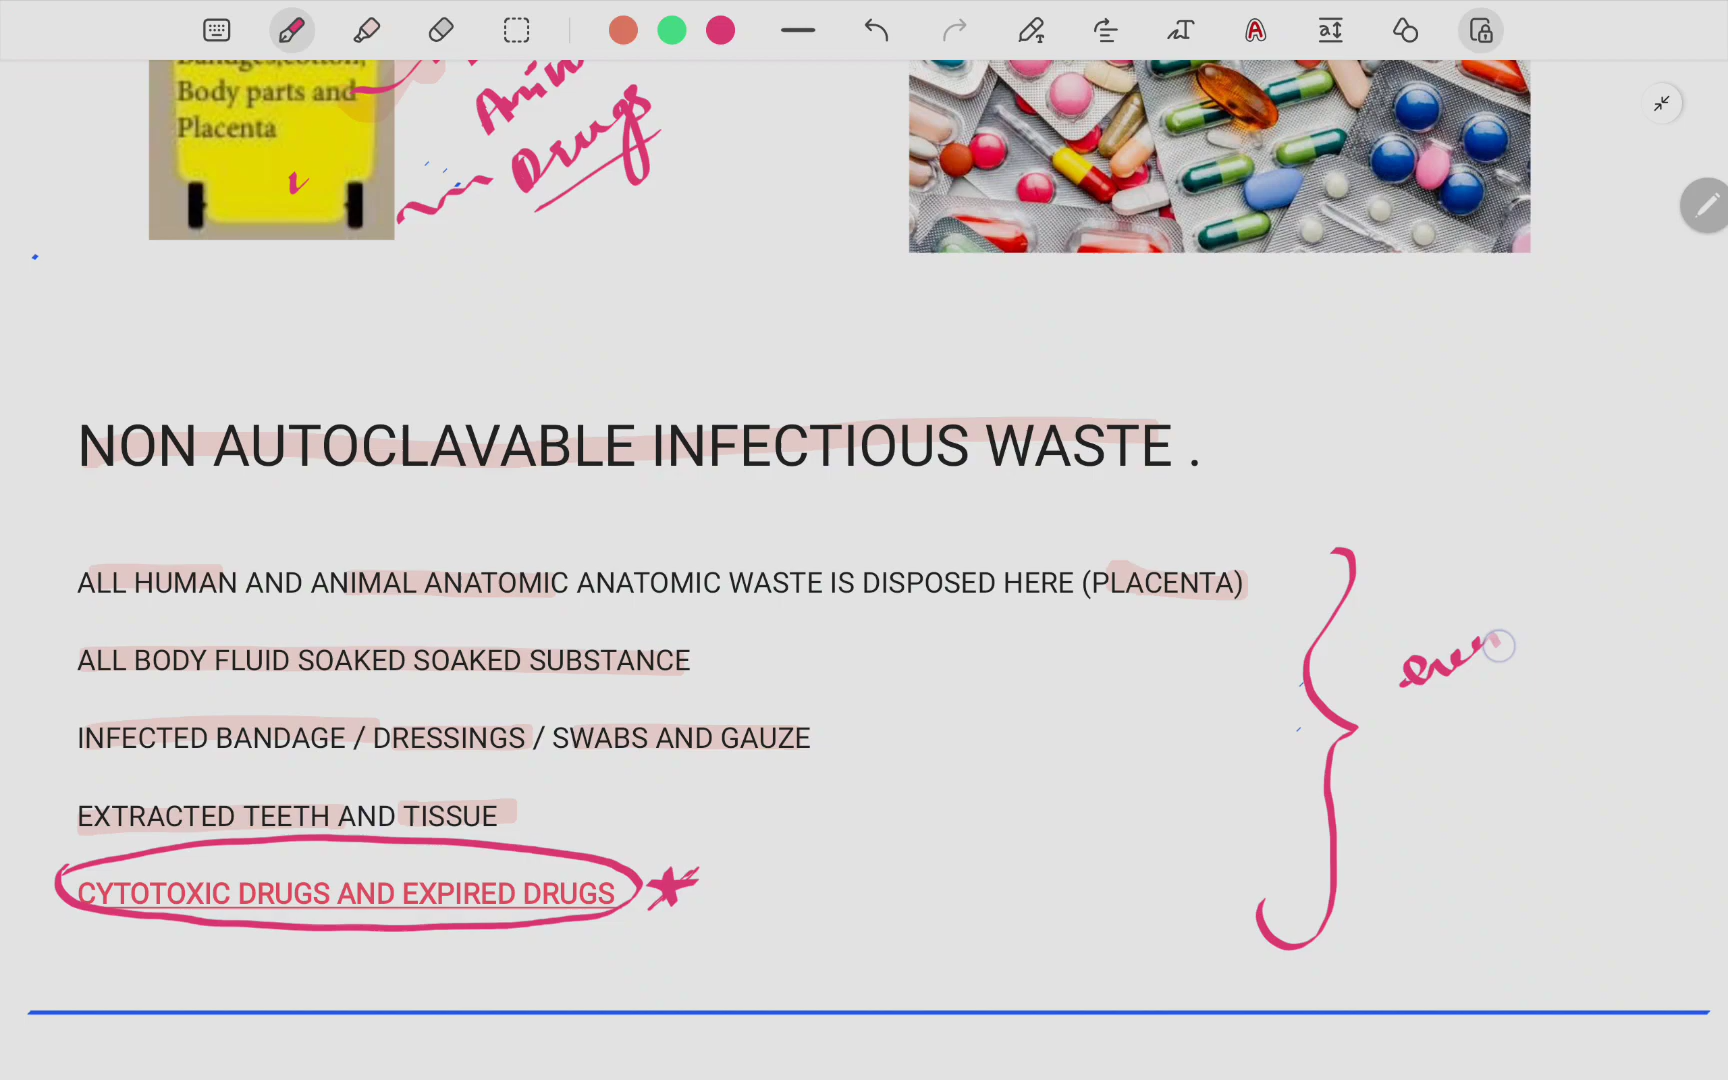 Body parts and
Placenta
Drugs
NON AUTOCLAVABLE INFECTIOUS WASTE .
ALL HUMAN AND ANIMAL ANATOMIC ANATOMIC WASTE IS DISPOSED HERE (PLACENTA)
ALL BODY FLUID SOAKED SOAKED SUBSTANCE
INFECTED BANDAGE / DRESSINGS / SWABS AND GAUZE
EXTRACTED TEETH AND TISSUE
CYTOTOXIC DRUGS AND EXPIRED DRUGS